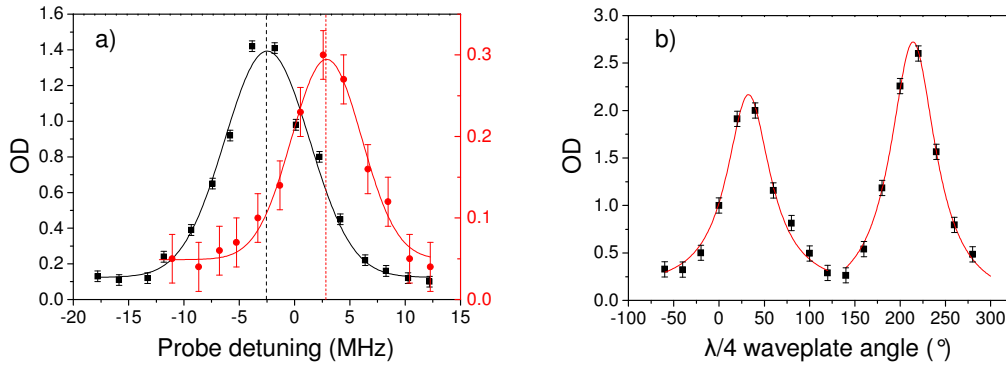 a)
1.6
1.4
1.2
1.0
0.8
0.6
0.4
0.2
0.0
OD
0.3
0.2
0.1
0.0
-20 -15 -10 -5 0 5 10 15
Probe detuning (MHz)
b)
3.0
2.5
2.0
1.5
1.0
0.5
0.0
OD
-100 -50 0 50 100 150 200 250 300
λ/4 waveplate angle (°)